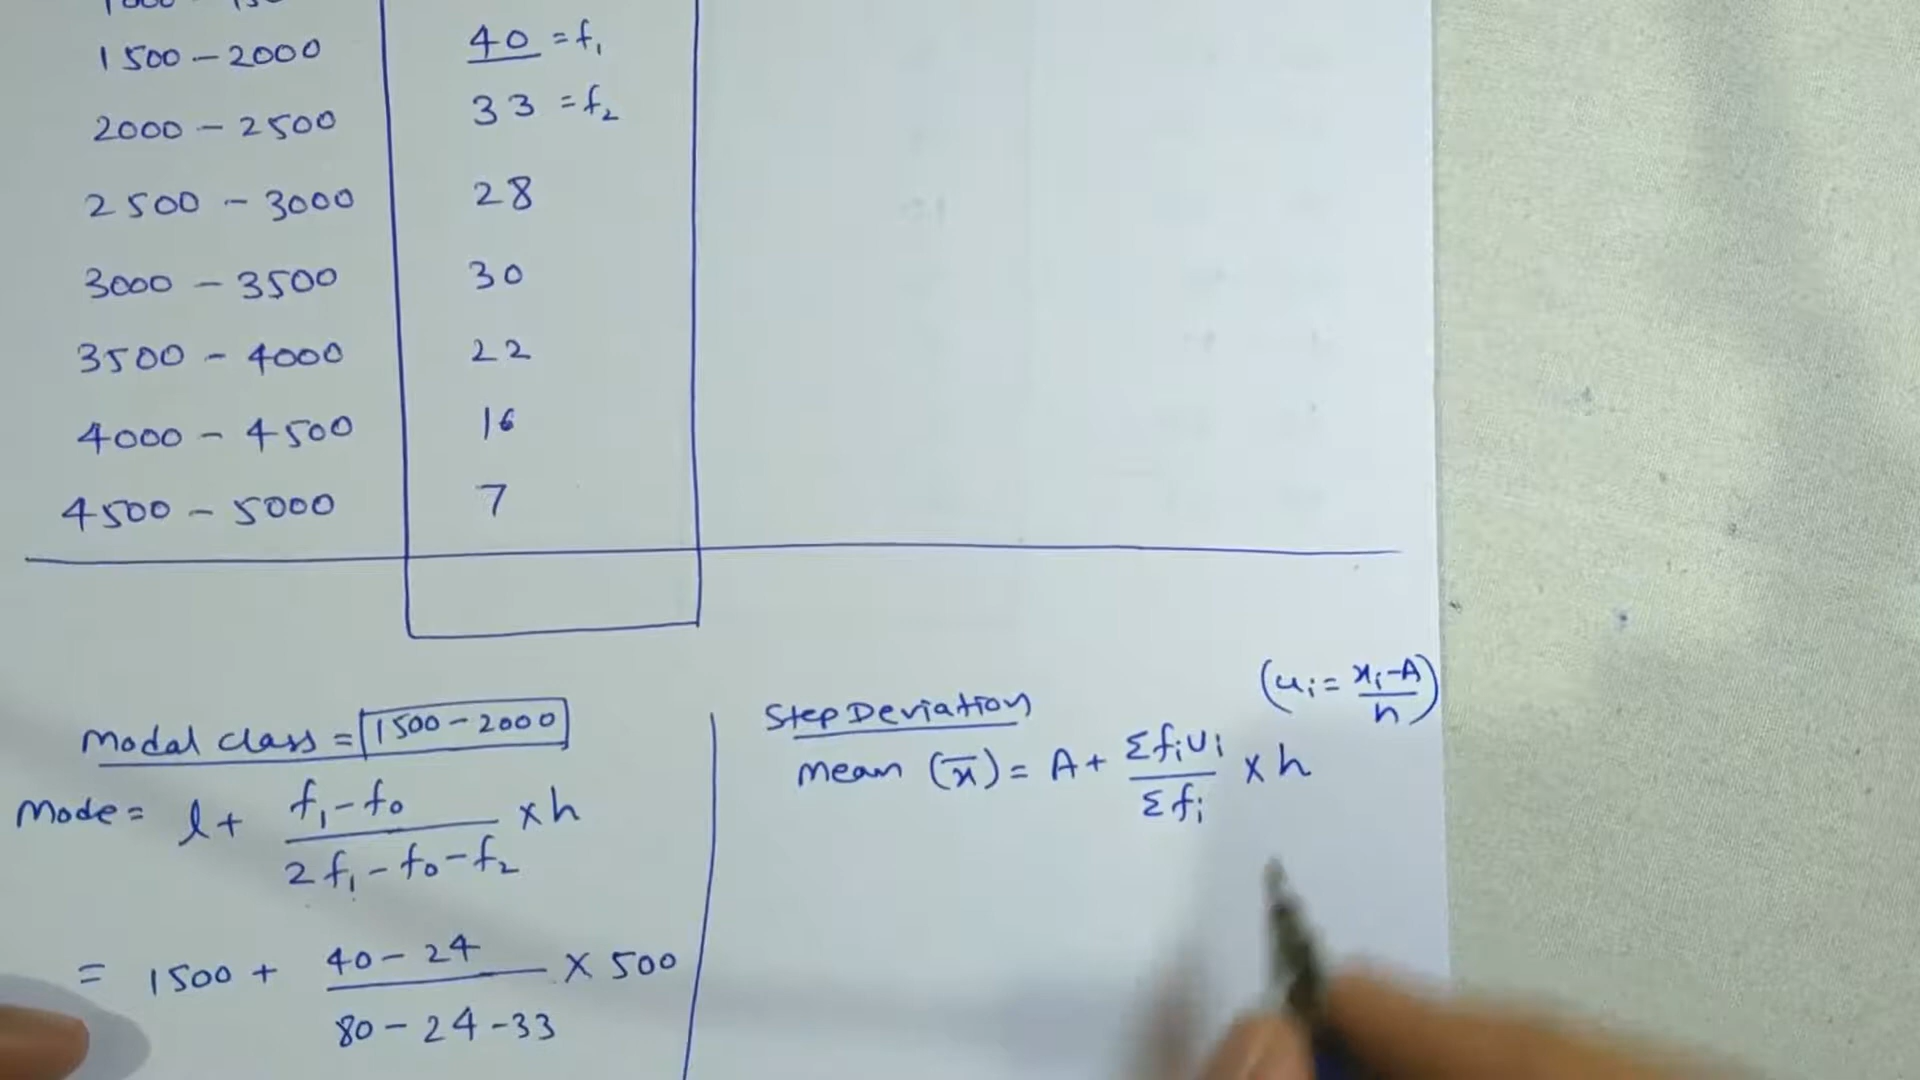 1500 - 2000 40 = f₁
2000 - 2500 33 = f₂
2500 - 3000 28
3000 - 3500 30
3500 - 4000 22
4000 - 4500 16
4500 - 5000 7
Modal class = 1500 - 2000
Mode = l + (f₁ - f₀)/(2f₁ - f₀ - f₂) × h
= 1500 + (40 - 24)/(80 - 24 - 33) × 500
Step Deviation
(uᵢ = (xᵢ - A)/h)
Mean (x̄) = A + Σfᵢuᵢ/Σfᵢ × h